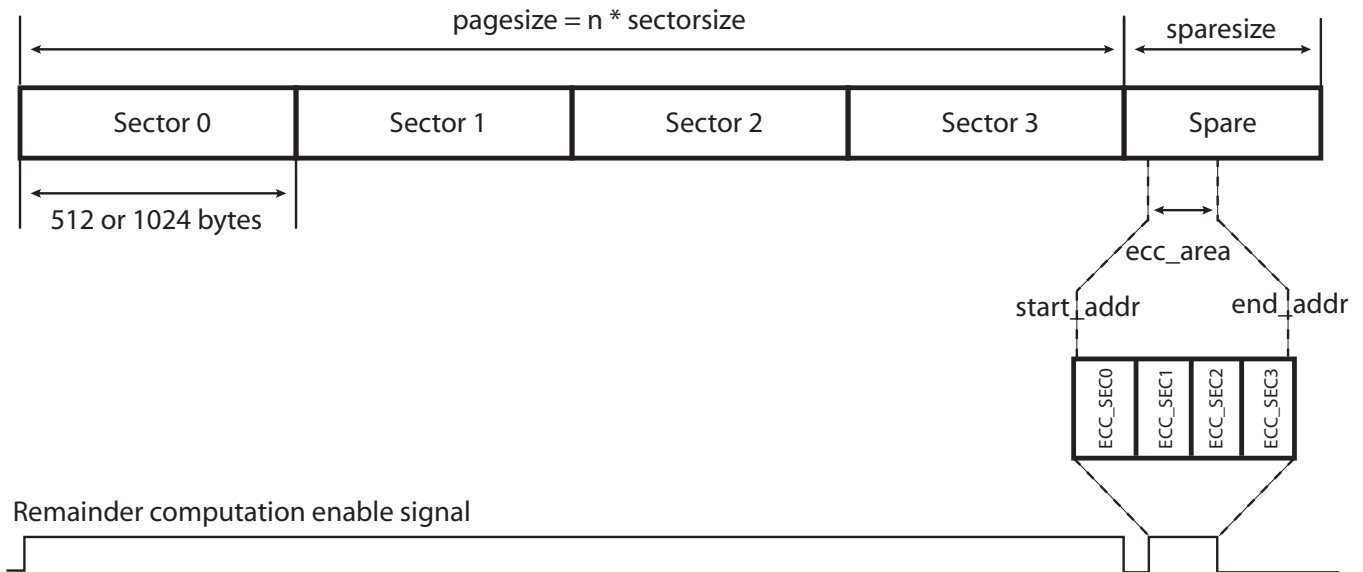 pagesize = n * sectorsize
sparesize
Sector 0
Sector 1
Sector 2
Sector 3
Spare
512 or 1024 bytes
ecc_area
start_addr
end_addr
ECC_SEC0
ECC_SEC1
ECC_SEC2
ECC_SEC3
Remainder computation enable signal